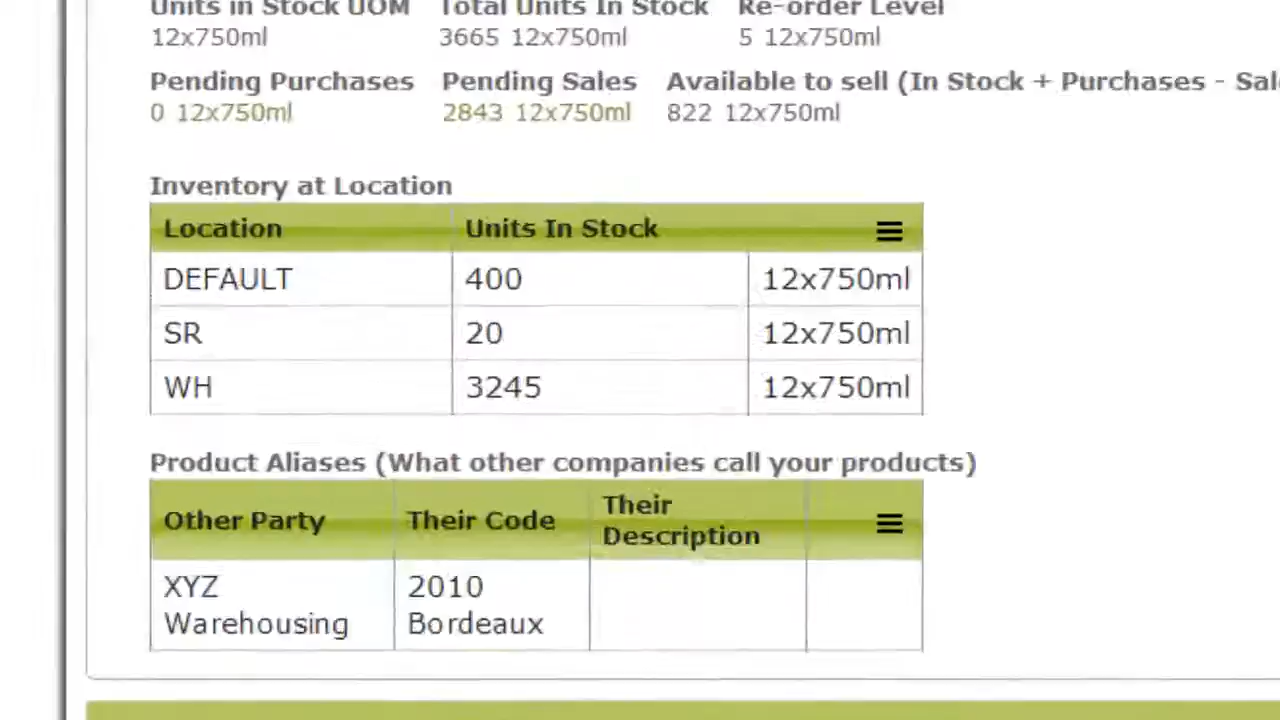 Units in Stock UOM Total Units In Stock Re-order Level
12x750ml 3665 12x750ml 5 12x750ml
Pending Purchases Pending Sales Available to sell (In Stock + Purchases - Sal
0 12x750ml 2843 12x750ml 822 12x750ml
Inventory at Location
Location Units In Stock
DEFAULT 400 12x750ml
SR 20 12x750ml
WH 3245 12x750ml
Product Aliases (What other companies call your products)
Other Party Their Code Their Description
XYZ Warehousing 2010 Bordeaux